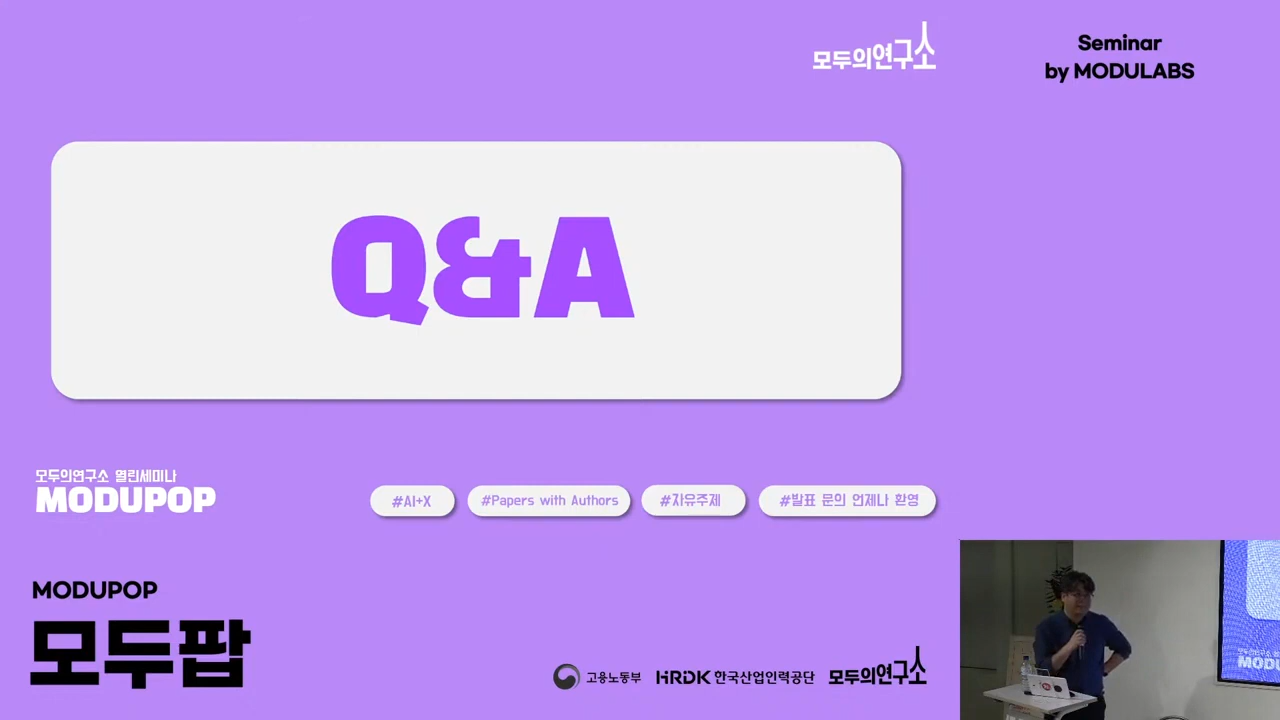 모두의연구소
Seminar
by MODULABS
Q&A
모두의연구소 열린세미나
MODUPOP
#AI+X
#Papers with Authors
#자유주제
#발표 문의 언제나 환영
MODUPOP
모두팝
고용노동부
HRDK 한국산업인력공단
모두의연구소